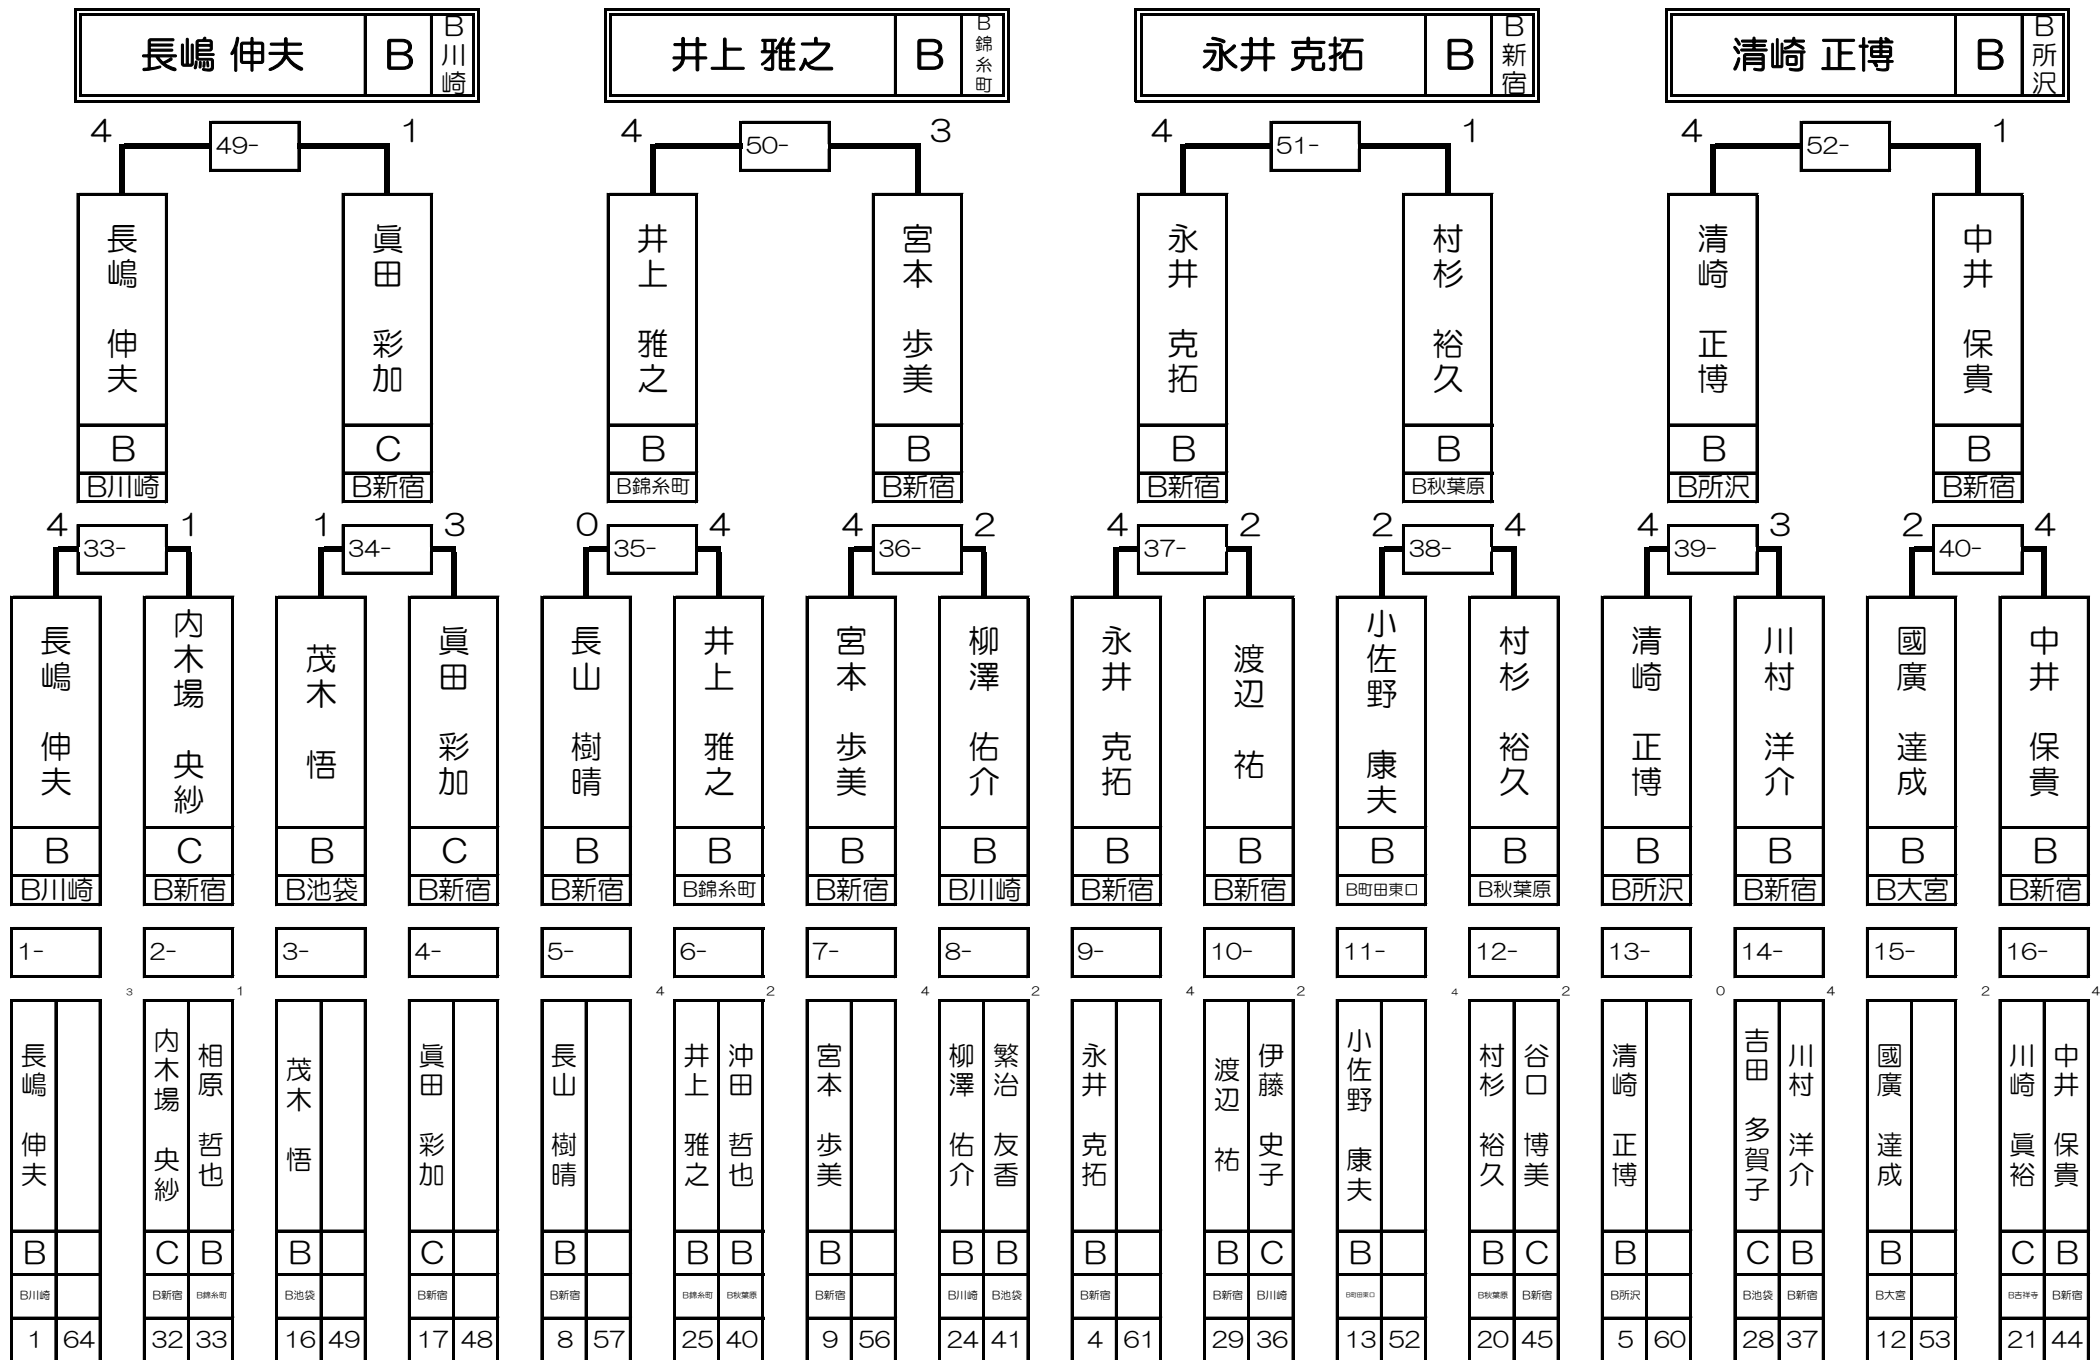 長嶋 伸夫 B B川崎
井上 雅之 B B錦糸町
永井 克拓 B B新宿
清崎 正博 B B所沢
4 49- 1
4 50- 3
4 51- 1
4 52- 1
長嶋 伸夫 B B川崎
眞田 彩加 C B新宿
井上 雅之 B B錦糸町
宮本 歩美 B B新宿
永井 克拓 B B新宿
村杉 裕久 B B秋葉原
清崎 正博 B B所沢
中井 保貴 B B新宿
4 33- 1
1 34- 3
0 35- 4
4 36- 2
4 37- 2
2 38- 4
4 39- 3
2 40- 4
長嶋 伸夫 B B川崎
内木場 央紗 C B新宿
茂木 悟 B B池袋
眞田 彩加 C B新宿
長山 樹晴 B B新宿
井上 雅之 B B錦糸町
宮本 歩美 B B新宿
柳澤 佑介 B B川崎
永井 克拓 B B新宿
渡辺 祐 B B新宿
小佐野 康夫 B B町田東口
村杉 裕久 B B秋葉原
清崎 正博 B B所沢
川村 洋介 B B新宿
國廣 達成 B B大宮
中井 保貴 B B新宿
1-
3 2- 1
3-
4-
5-
4 6- 2
7-
4 8- 2
9-
4 10- 2
11-
4 12- 2
13-
0 14- 4
15-
2 16- 4
長嶋 伸夫 B B川崎 1
64
内木場 央紗 C B新宿 32
相原 哲也 B B錦糸町 33
茂木 悟 B B池袋 16
49
眞田 彩加 C B新宿 17
48
長山 樹晴 B B新宿 8
57
井上 雅之 B B錦糸町 25
沖田 哲也 B B秋葉原 40
宮本 歩美 B B新宿 9
56
柳澤 佑介 B B川崎 24
繁治 友香 B B池袋 41
永井 克拓 B B新宿 4
61
渡辺 祐 B B新宿 29
伊藤 史子 C B川崎 36
小佐野 康夫 B B町田東口 13
52
村杉 裕久 B B秋葉原 20
谷口 博美 C B新宿 45
清崎 正博 B B所沢 5
60
吉田 多賀子 C B池袋 28
川村 洋介 B B新宿 37
國廣 達成 B B大宮 12
53
川崎 眞裕 C B吉祥寺 21
中井 保貴 B B新宿 44